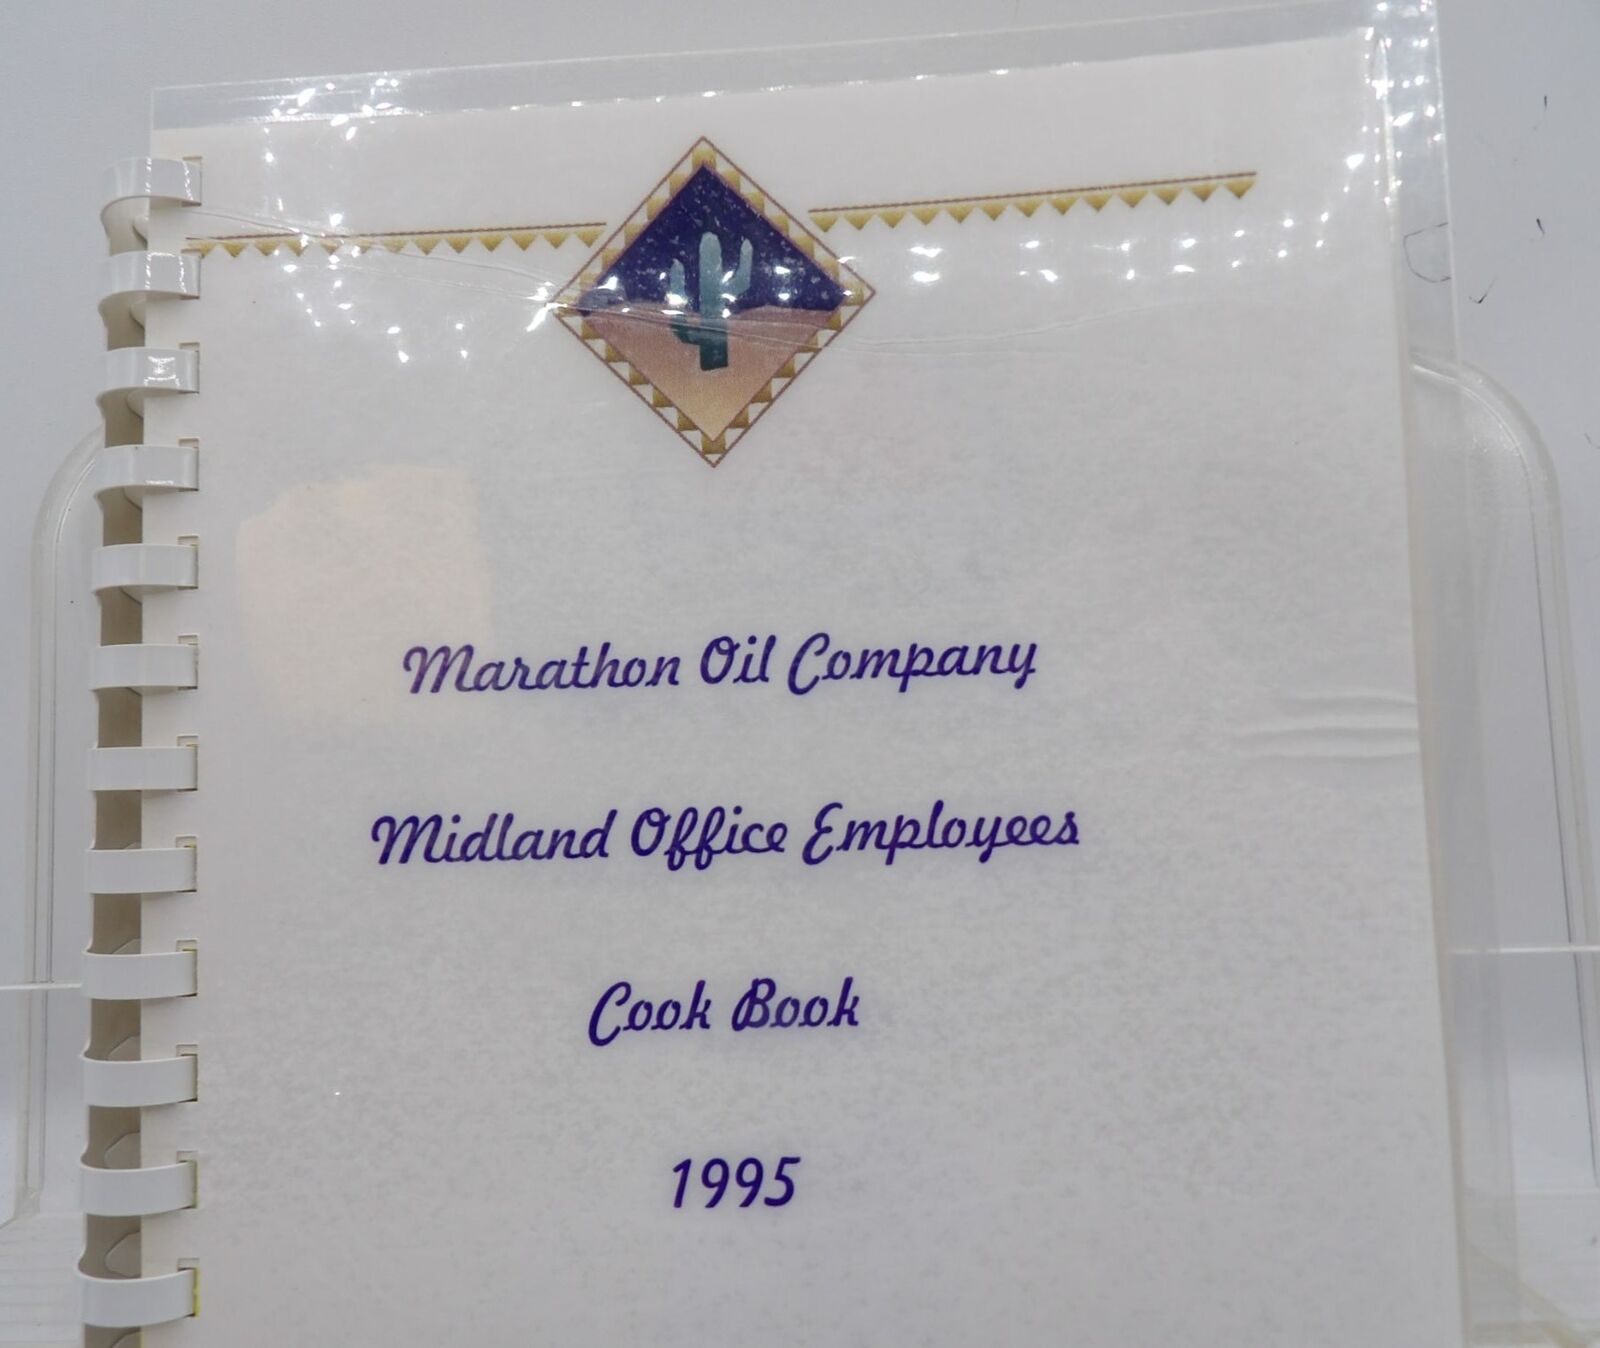 Marathon Oil Company
Midland Office Employees
Cook Book
1995